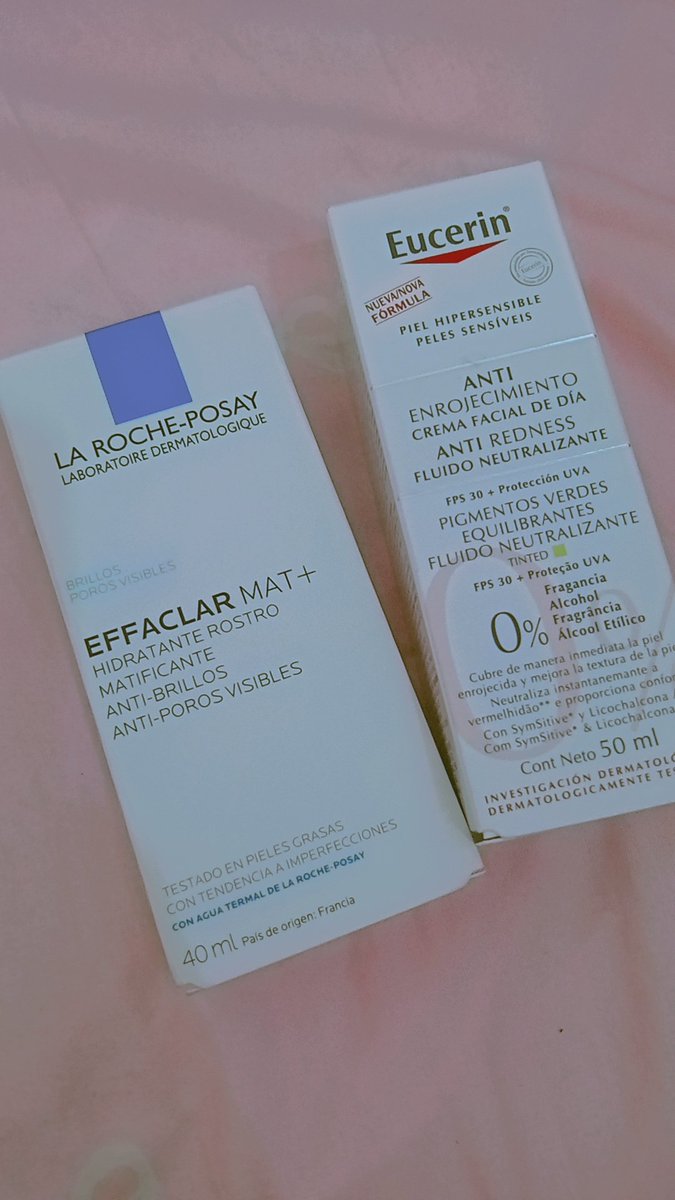 LA ROCHE-POSAY
LABORATOIRE DERMATOLOGIQUE
BRILLOS
POROS VISIBLES
EFFACLAR MAT+
HIDRATANTE ROSTRO
MATIFICANTE
ANTI-BRILLOS
ANTI-POROS VISIBLES
TESTADO EN PIELES GRASAS
CON TENDENCIA A IMPERFECCIONES
CON AGUA TERMAL DE LA ROCHE-POSAY
40 ml País de origen: Francia
Eucerin®
Eucerin
NUEVA/NOVA
FÓRMULA
PIEL HIPERSENSIBLE
PELES SENSÍVEIS
ANTI
ENROJECIMIENTO
CREMA FACIAL DE DÍA
ANTI REDNESS
FLUIDO NEUTRALIZANTE
FPS 30 + Protección UVA
PIGMENTOS VERDES
EQUILIBRANTES
FLUIDO NEUTRALIZANTE
TINTED
FPS 30 + Proteção UVA
0%
Fragancia
Alcohol
Fragrância
Álcool Etílico
Cubre de manera inmediata la piel
enrojecida y mejora la textura de la
Neutraliza instantanemante a
vermelhidão** e proporciona
Con SymSitive* y Licochalcona
Com SymSitive* & Licochalcona
Cont Neto 50 ml
INVESTIGACIÓN
DERMATOLOGICAMENTE